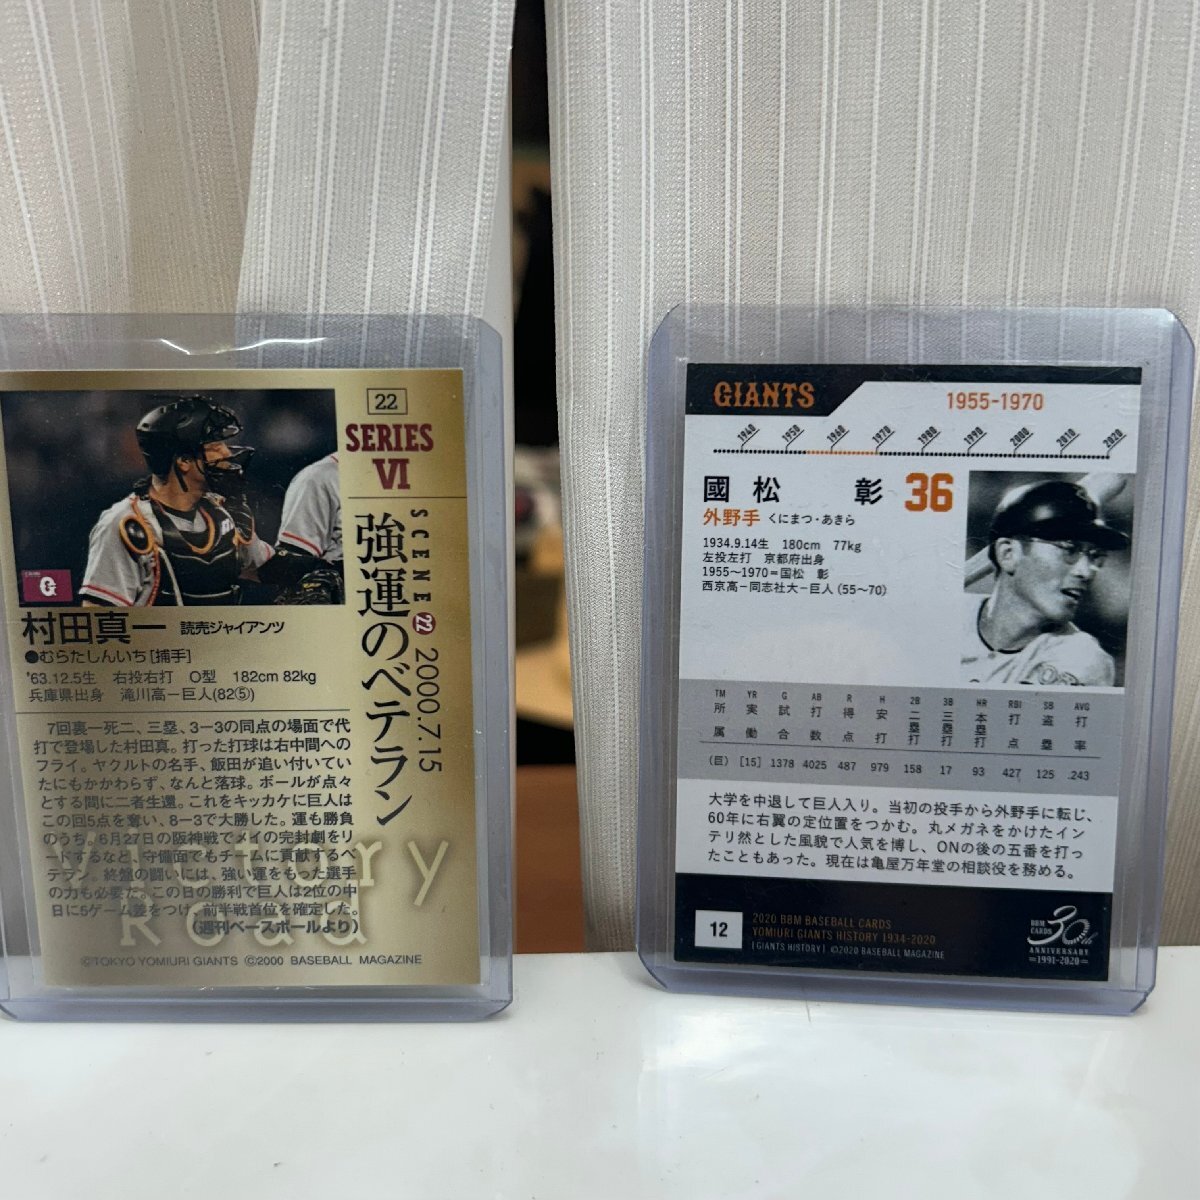 22
SERIES
VI
SCENE 22 2000.7.15
強運のベテラン
G
村田真一 読売ジャイアンツ
●むらたしんいち[捕手]
'63.12.5生 右投右打 O型 182cm 82kg
兵庫県出身 滝川高−巨人(82⑤)
7回裏一死二、三塁、3−3の同点の場面で代
打で登場した村田真。打った打球は右中間への
フライ。ヤクルトの名手、飯田が追い付いてい
たにもかかわらず、なんと落球。ボールが点々
とする間に二者生還。これをキッカケに巨人は
この回5点を奪い、8−3で大勝した。運も勝負
のうち。6月27日の阪神戦でメイの完封劇をリ
ードするなど、守備面でもチームに貢献するベ
テラン。終盤の闘いには、強い運をもった選手
の力も必要だ。この日の勝利で巨人は2位の中
日に5ゲーム差をつけ、前半戦首位を確定した。
(週刊ベースボールより)
Victory
Road
©TOKYO YOMIURI GIANTS ©2000 BASEBALL MAGAZINE
GIANTS 1955-1970
1940 1950 1960 1970 1980 1990 2000 2010 2020
國松 彰 36
外野手 くにまつ・あきら
1934.9.14生 180cm 77kg
左投左打 京都府出身
1955〜1970=国松 彰
西京高−同志社大−巨人(55〜70)
TM YR G AB R H 2B 3B HR RBI SB AVG
所属 実働 試合 打数 得点 安打 二塁打 三塁打 本塁打 打点 盗塁 打率
(巨) [15] 1378 4025 487 979 158 17 93 427 125 .243
大学を中退して巨人入り。当初の投手から外野手に転じ、
60年に右翼の定位置をつかむ。丸メガネをかけたイン
テリ然とした風貌で人気を博し、ONの後の五番を打っ
たこともあった。現在は亀屋万年堂の相談役を務める。
12
2020 BBM BASEBALL CARDS
YOMIURI GIANTS HISTORY 1934-2020
[GIANTS HISTORY] ©2020 BASEBALL MAGAZINE
BBM CARDS 30th
ANNIVERSARY
=1991-2020=